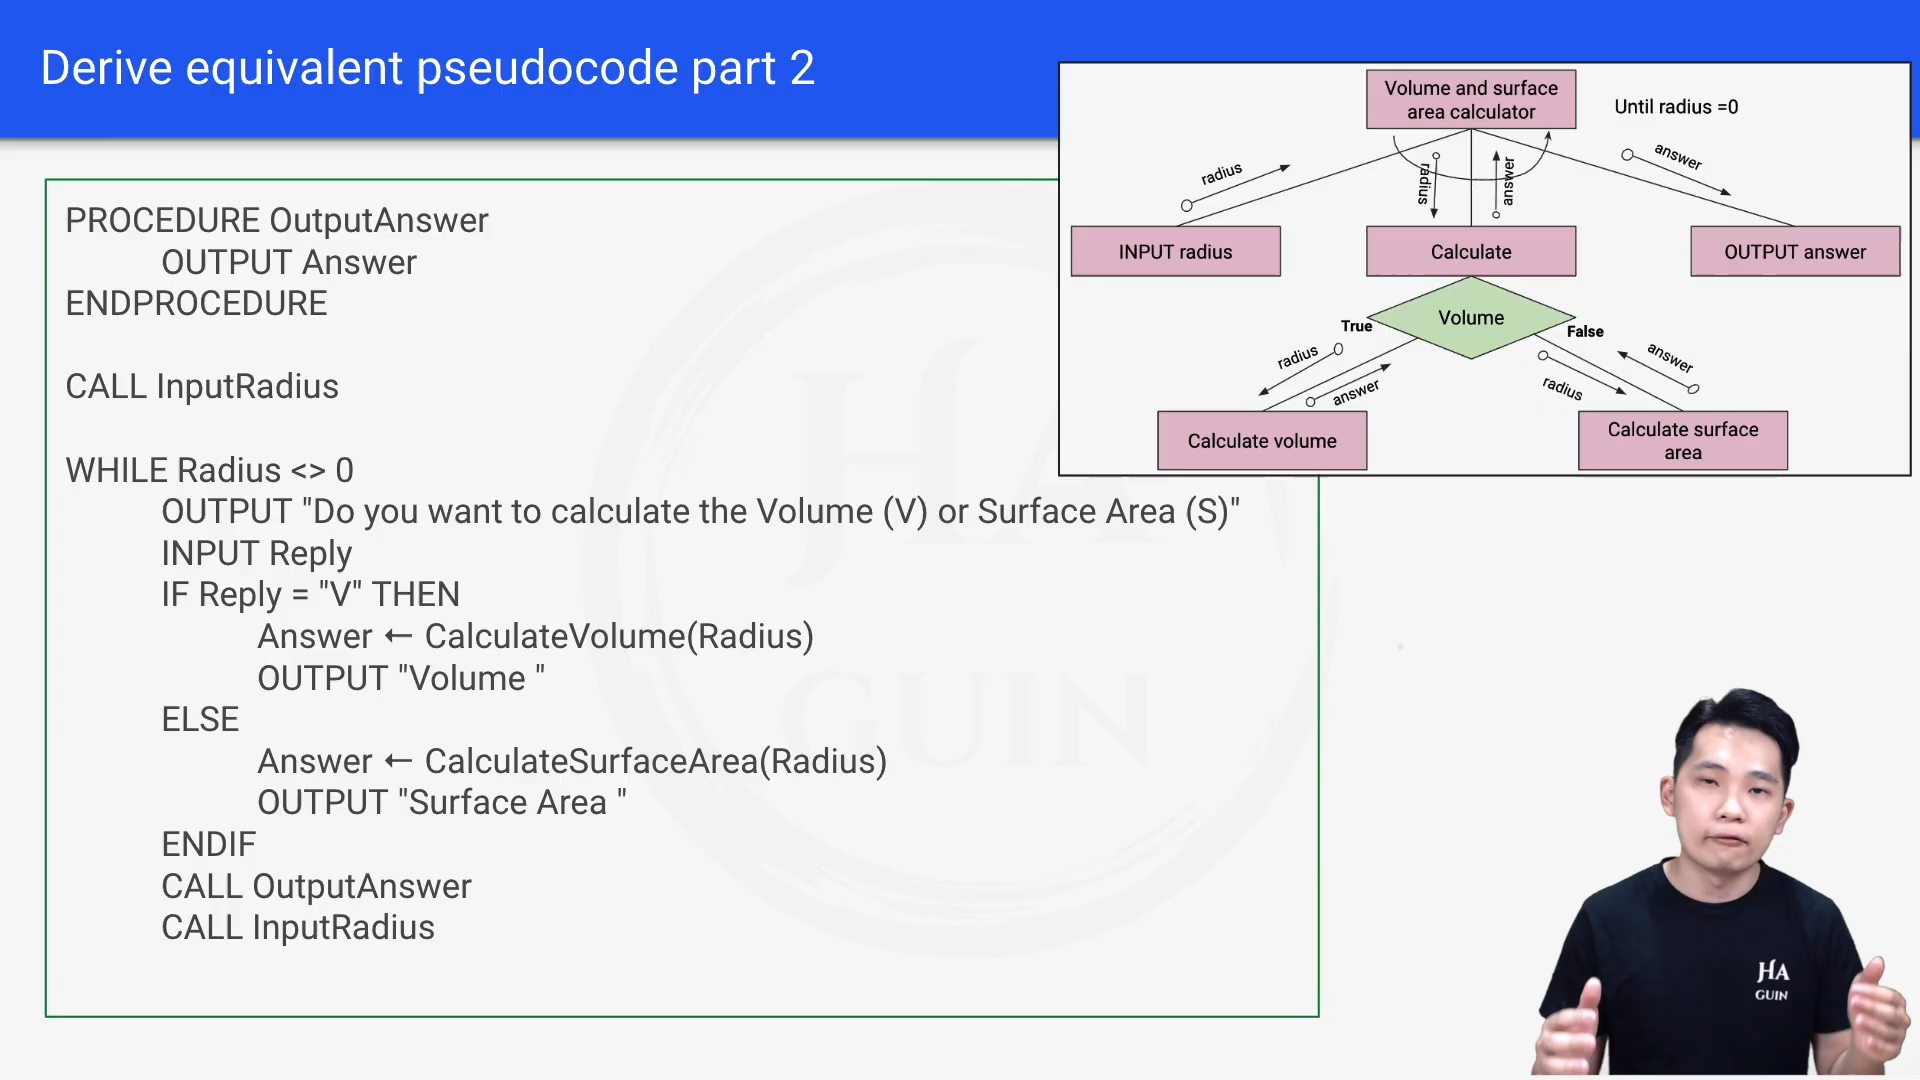 Derive equivalent pseudocode part 2
PROCEDURE OutputAnswer
OUTPUT Answer
ENDPROCEDURE
CALL InputRadius
WHILE Radius <> 0
OUTPUT "Do you want to calculate the Volume (V) or Surface Area (S)"
INPUT Reply
IF Reply = "V" THEN
Answer ← CalculateVolume(Radius)
OUTPUT "Volume "
ELSE
Answer ← CalculateSurfaceArea(Radius)
OUTPUT "Surface Area "
ENDIF
CALL OutputAnswer
CALL InputRadius
Volume and surface
area calculator
Until radius =0
radius
radius
answer
answer
INPUT radius
Calculate
OUTPUT answer
Volume
True
False
radius
answer
radius
answer
Calculate volume
Calculate surface
area
HA
GUIN
HA
GUIN